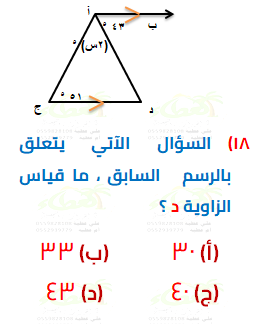 أ
ب
٤٣ °
(٢س) °
٥١ °
ج
د
١٨) السؤال الآتي يتعلق
بالرسم السابق ، ما قياس
الزاوية د ؟
(أ) ٣٠ (ب) ٣٣
(ج) ٤٠ (د) ٤٣